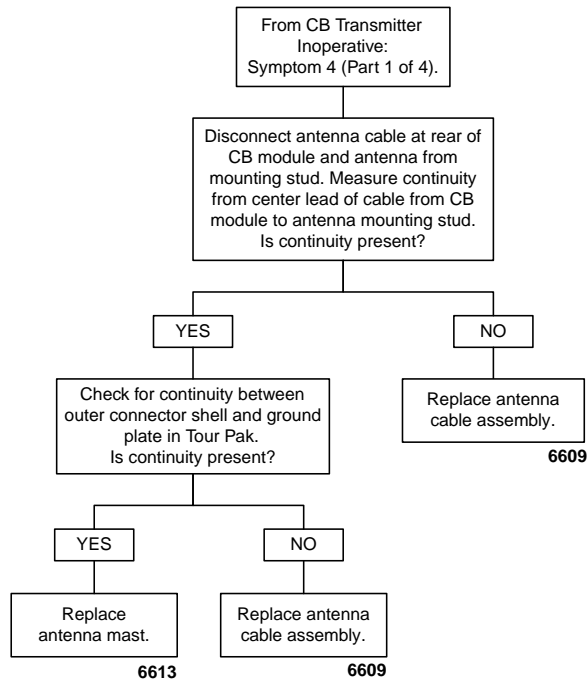 From CB Transmitter
Inoperative:
Symptom 4 (Part 1 of 4).
Disconnect antenna cable at rear of
CB module and antenna from
mounting stud. Measure continuity
from center lead of cable from CB
module to antenna mounting stud.
Is continuity present?
YES
NO
Check for continuity between
outer connector shell and ground
plate in Tour Pak.
Is continuity present?
Replace antenna
cable assembly.
6609
YES
NO
Replace
antenna mast.
6613
Replace antenna
cable assembly.
6609